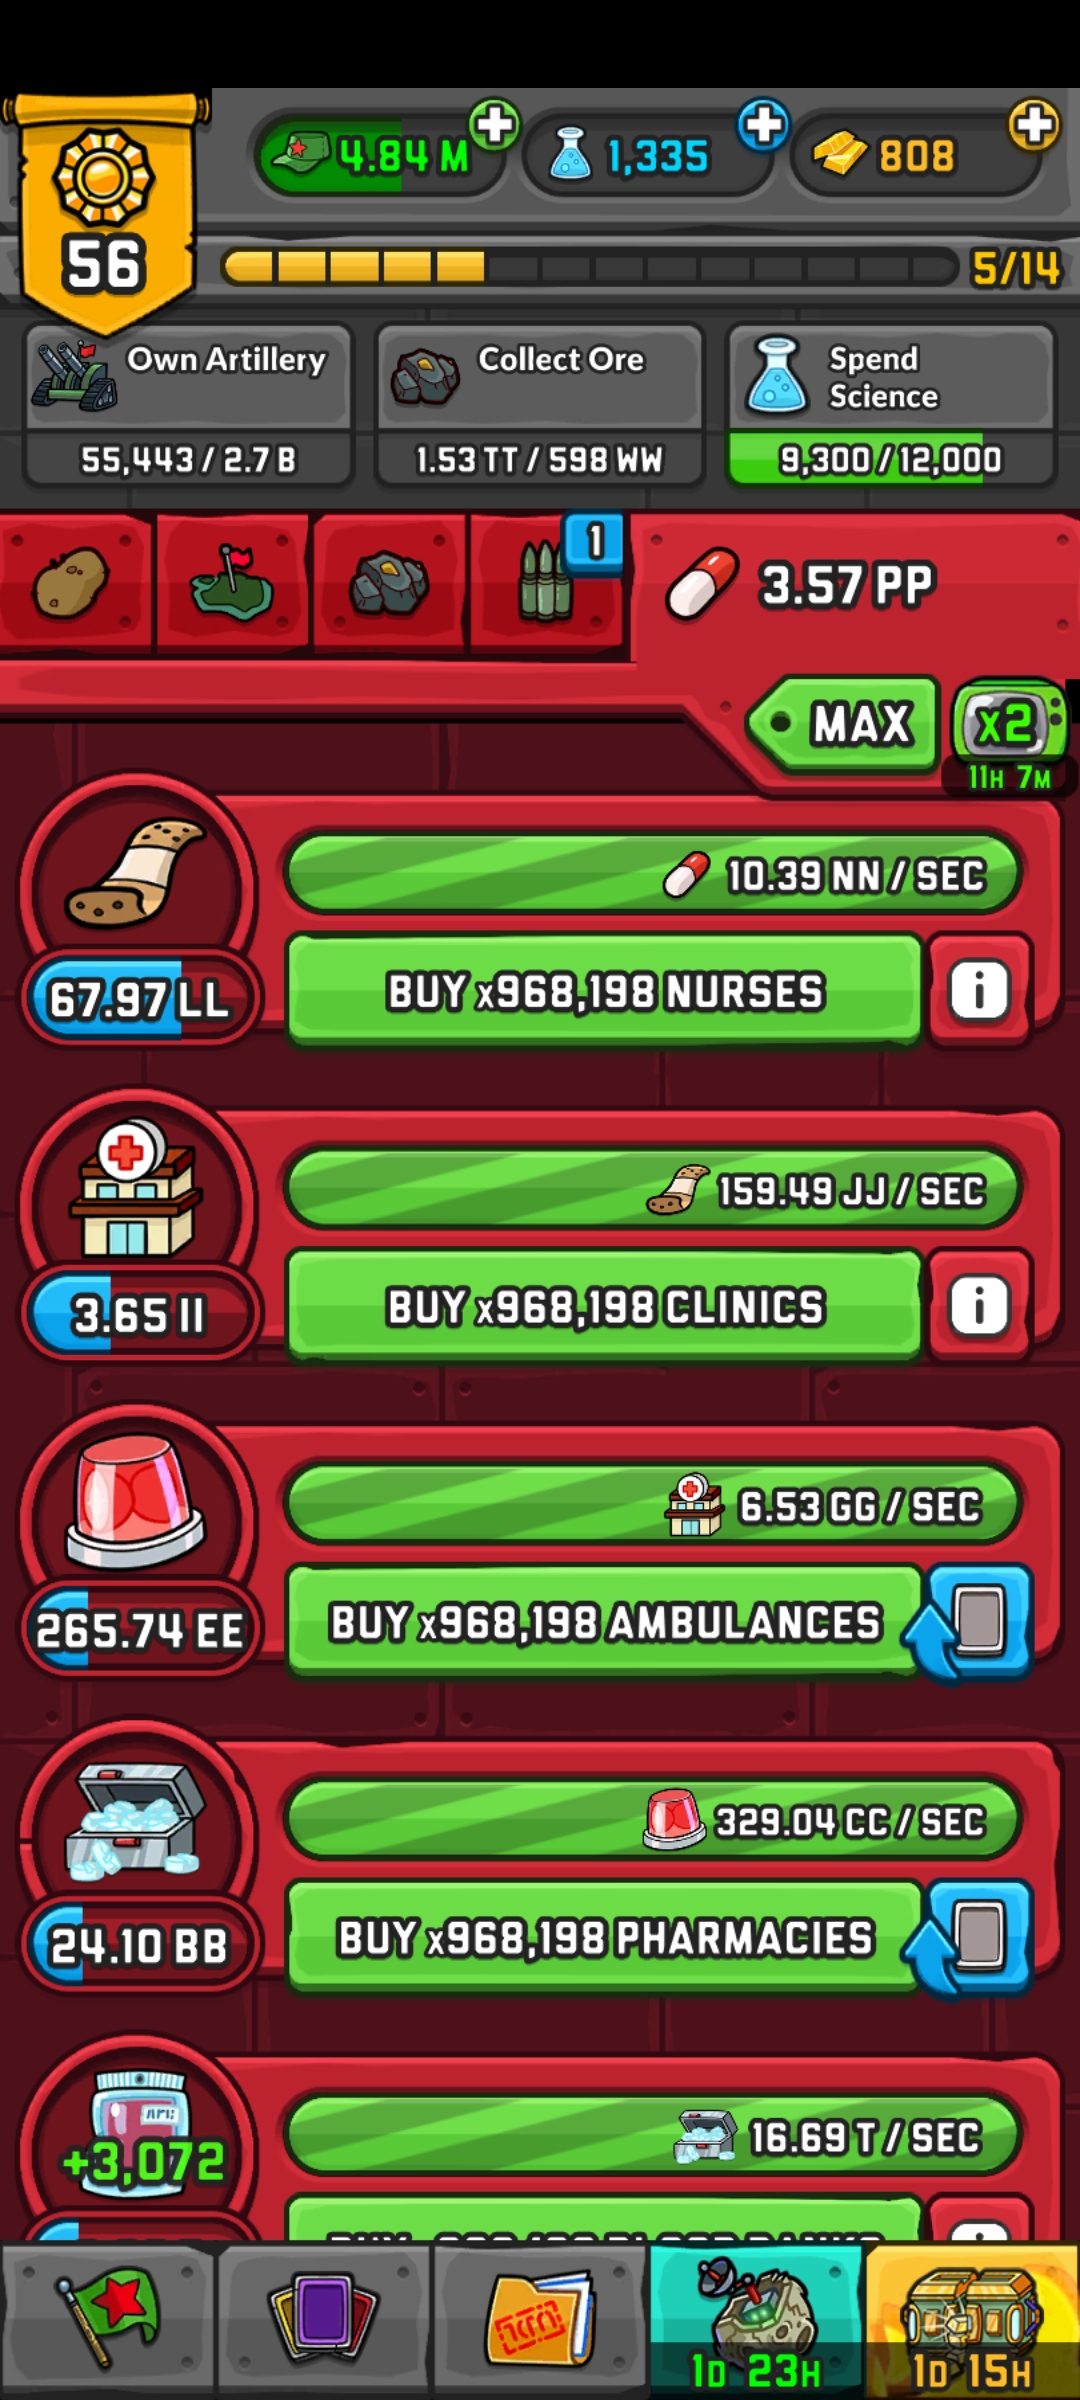 56
4.84 M
1,335
808
5/14
Own Artillery
55,443 / 2.7 B
Collect Ore
1.53 TT / 598 WW
Spend
Science
9,300 / 12,000
1
3.57 PP
MAX
x2
11H 7M
10.39 NN / SEC
67.97 LL
BUY x968,198 NURSES
i
159.49 JJ / SEC
3.65 II
BUY x968,198 CLINICS
i
6.53 GG / SEC
265.74 EE
BUY x968,198 AMBULANCES
329.04 CC / SEC
24.10 BB
BUY x968,198 PHARMACIES
+3,072
16.69 T / SEC
1D 23H
1D 15H